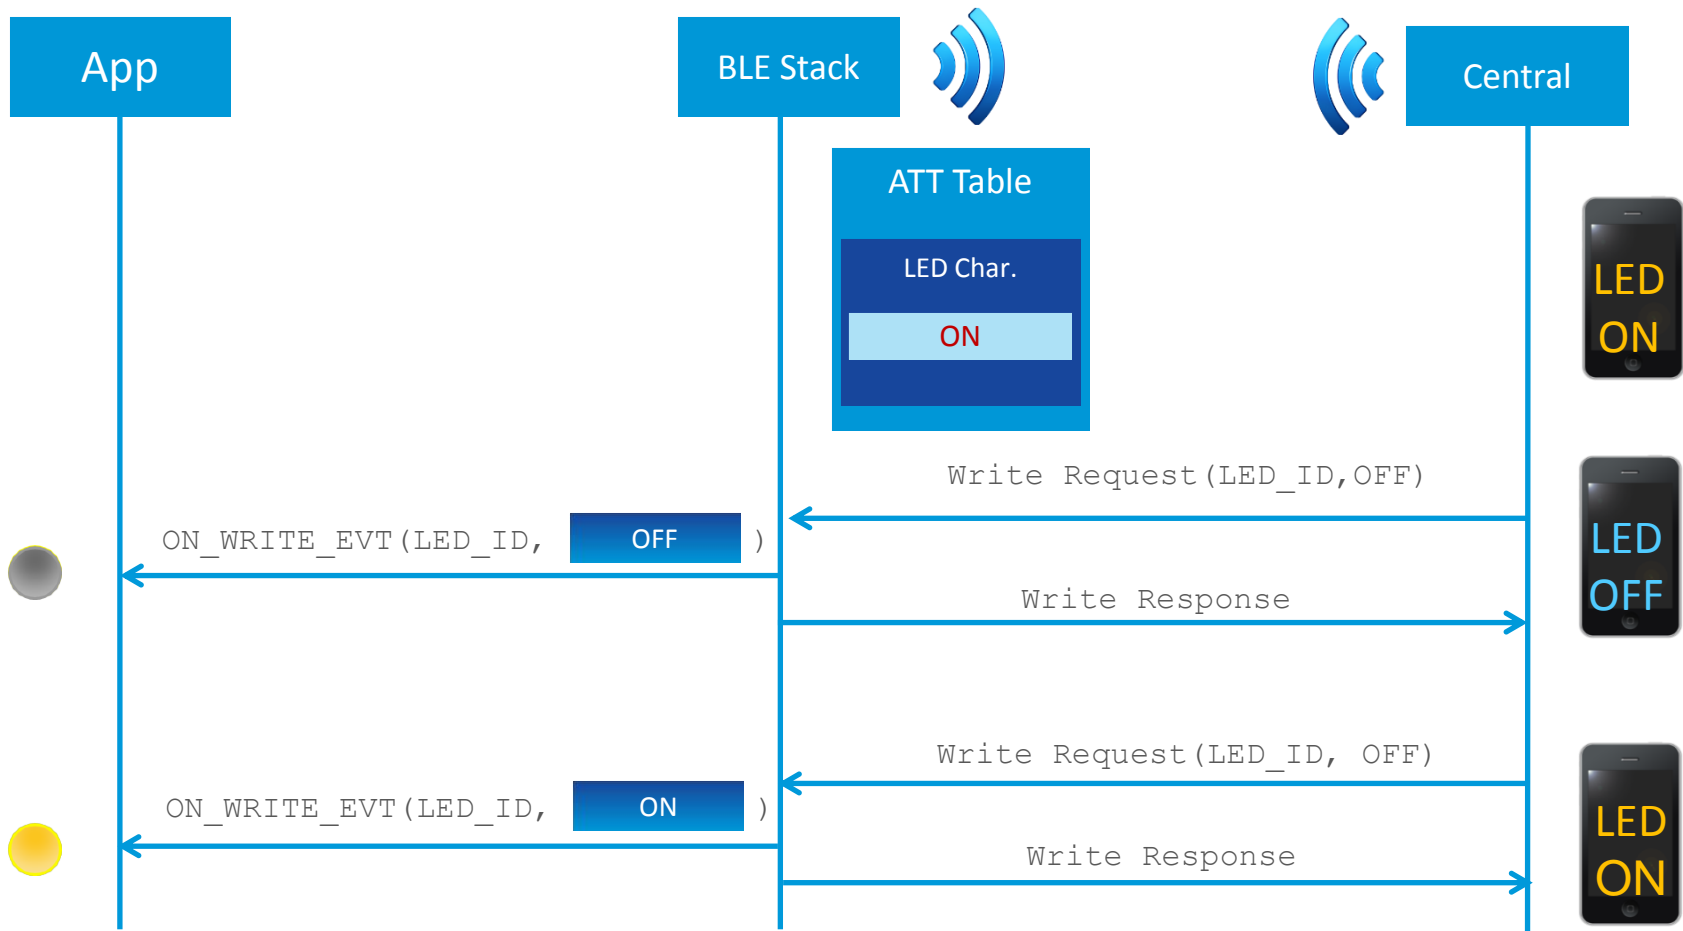 App
BLE Stack
Central
ATT Table
LED Char.
ON
LED
ON
Write Request(LED_ID,OFF)
ON_WRITE_EVT(LED_ID, OFF )
LED
OFF
Write Response
Write Request(LED_ID, OFF)
ON_WRITE_EVT(LED_ID, ON )
LED
ON
Write Response